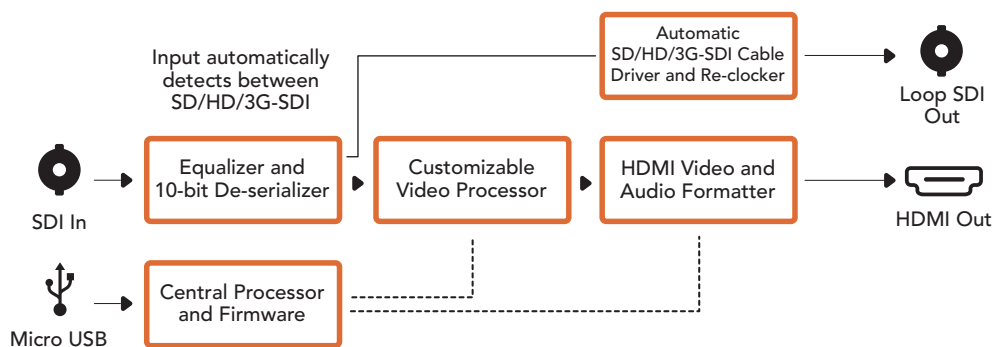 Input automatically
detects between
SD/HD/3G-SDI
Automatic
SD/HD/3G-SDI Cable
Driver and Re-clocker
Loop SDI
Out
SDI In
Equalizer and
10-bit De-serializer
Customizable
Video Processor
HDMI Video and
Audio Formatter
HDMI Out
Micro USB
Central Processor
and Firmware